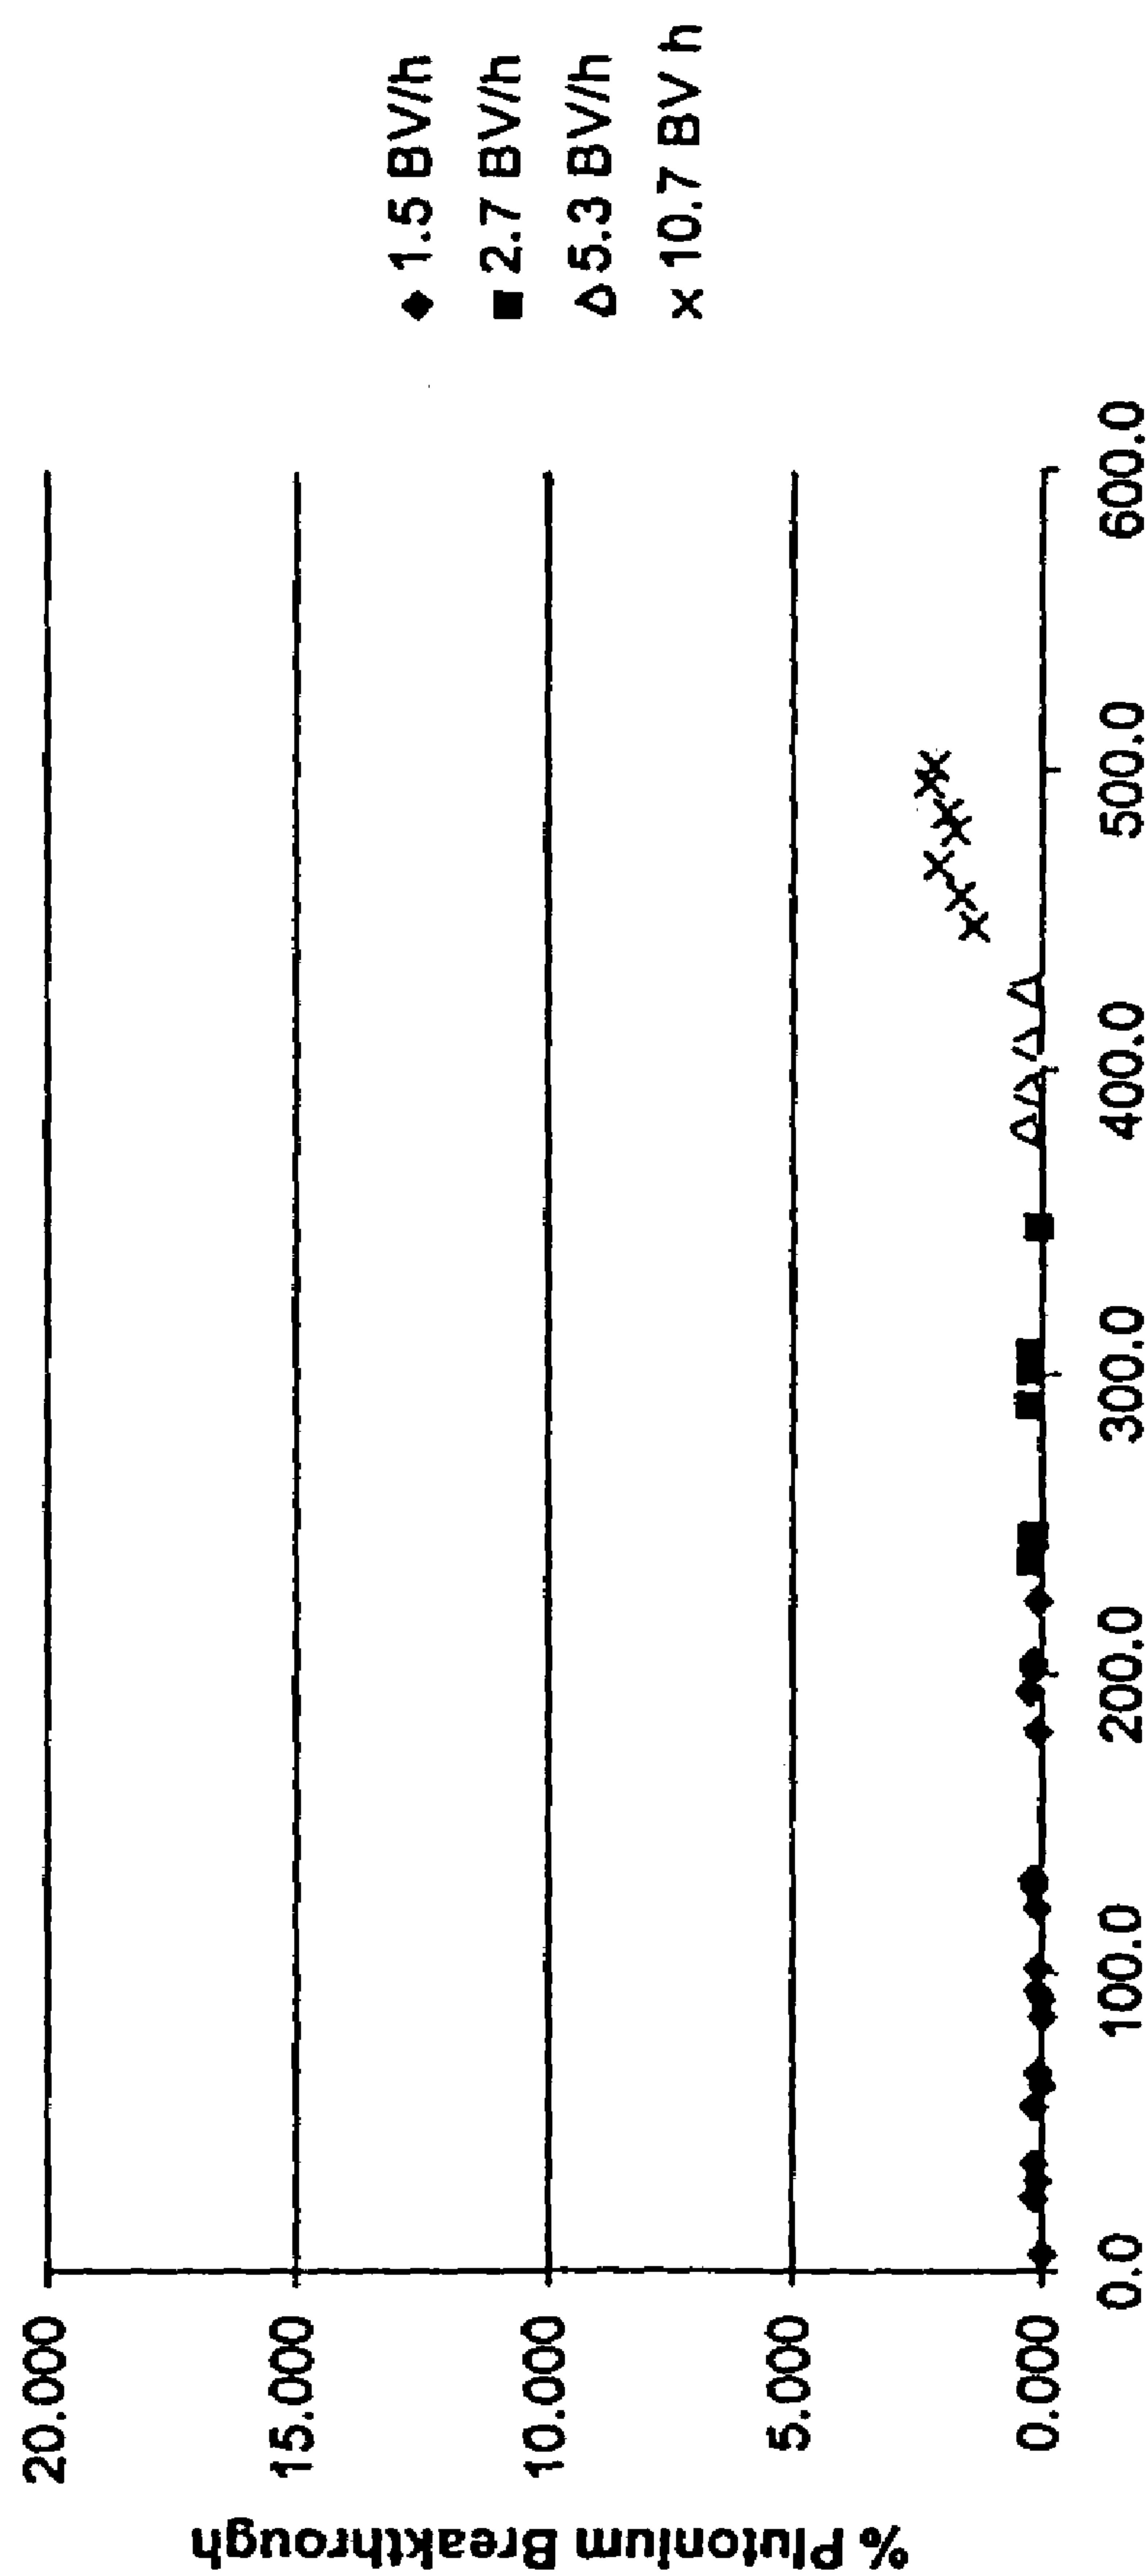 % Plutonium Breakthrough
20.000
15.000
10.000
5.000
0.000
0.0
100.0
200.0
300.0
400.0
500.0
600.0
1.5 BV/h
2.7 BV/h
5.3 BV/h
10.7 BV h